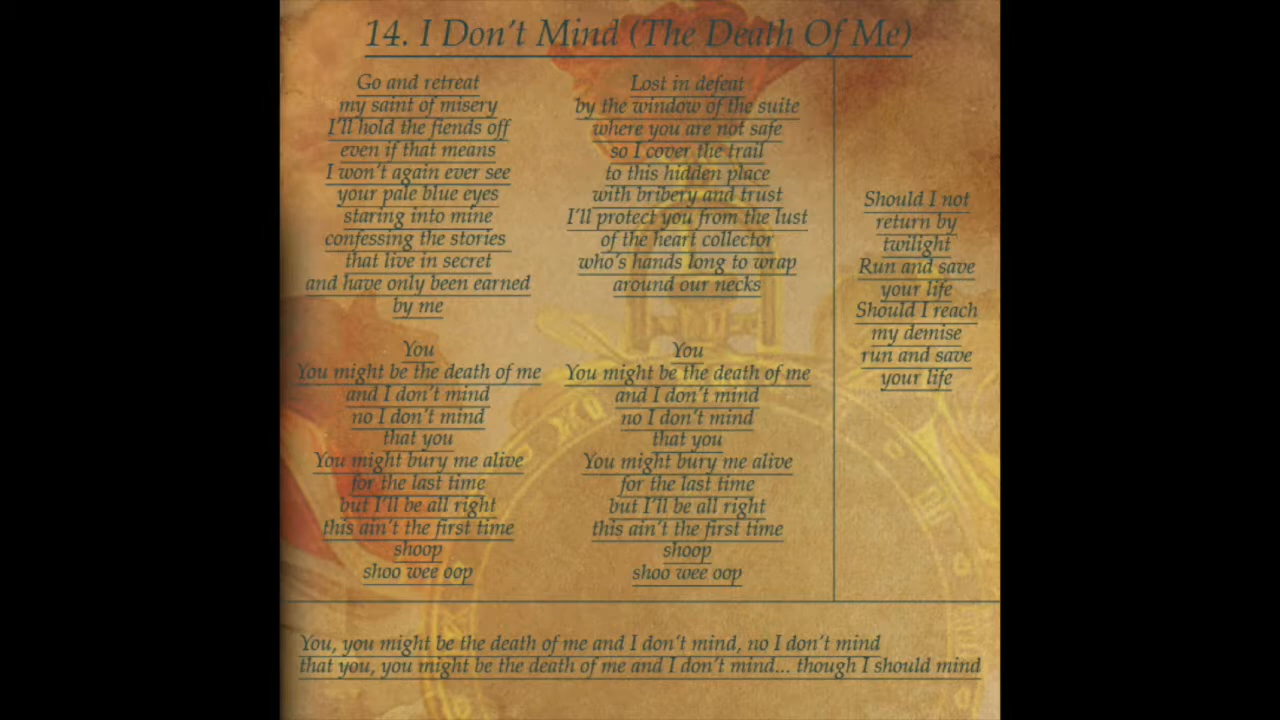 14. I Don't Mind (The Death Of Me)
Go and retreat
my saint of misery
I'll hold the fiends off
even if that means
I won't again ever see
your pale blue eyes
staring into mine
confessing the stories
that live in secret
and have only been earned
by me
You
You might be the death of me
and I don't mind
no I don't mind
that you
You might bury me alive
for the last time
but I'll be all right
this ain't the first time
shoop
shoo wee oop
Lost in defeat
by the window of the suite
where you are not safe
so I cover the trail
to this hidden place
with bribery and trust
I'll protect you from the lust
of the heart collector
who's hands long to wrap
around our necks
You
You might be the death of me
and I don't mind
no I don't mind
that you
You might bury me alive
for the last time
but I'll be all right
this ain't the first time
shoop
shoo wee oop
Should I not
return by
twilight
Run and save
your life
Should I reach
my demise
run and save
your life
You, you might be the death of me and I don't mind, no I don't mind
that you, you might be the death of me and I don't mind... though I should mind